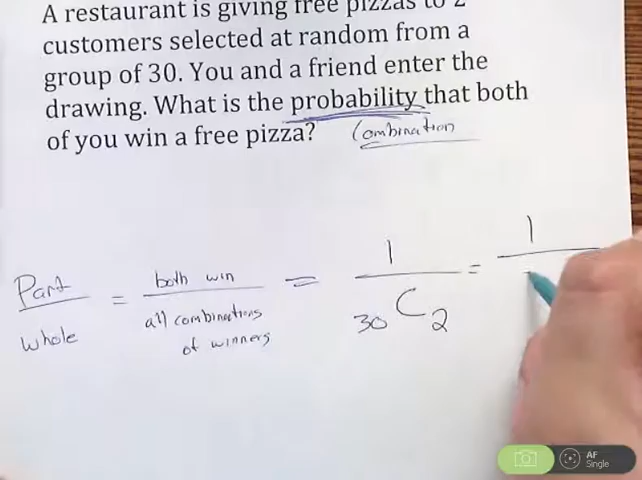 A restaurant is giving free pizzas to 2
customers selected at random from a
group of 30. You and a friend enter the
drawing. What is the probability that both
of you win a free pizza? Combination
Part
whole
=
both win
all combinations
of winners
=
1
30 C 2
=
1
AF
Single